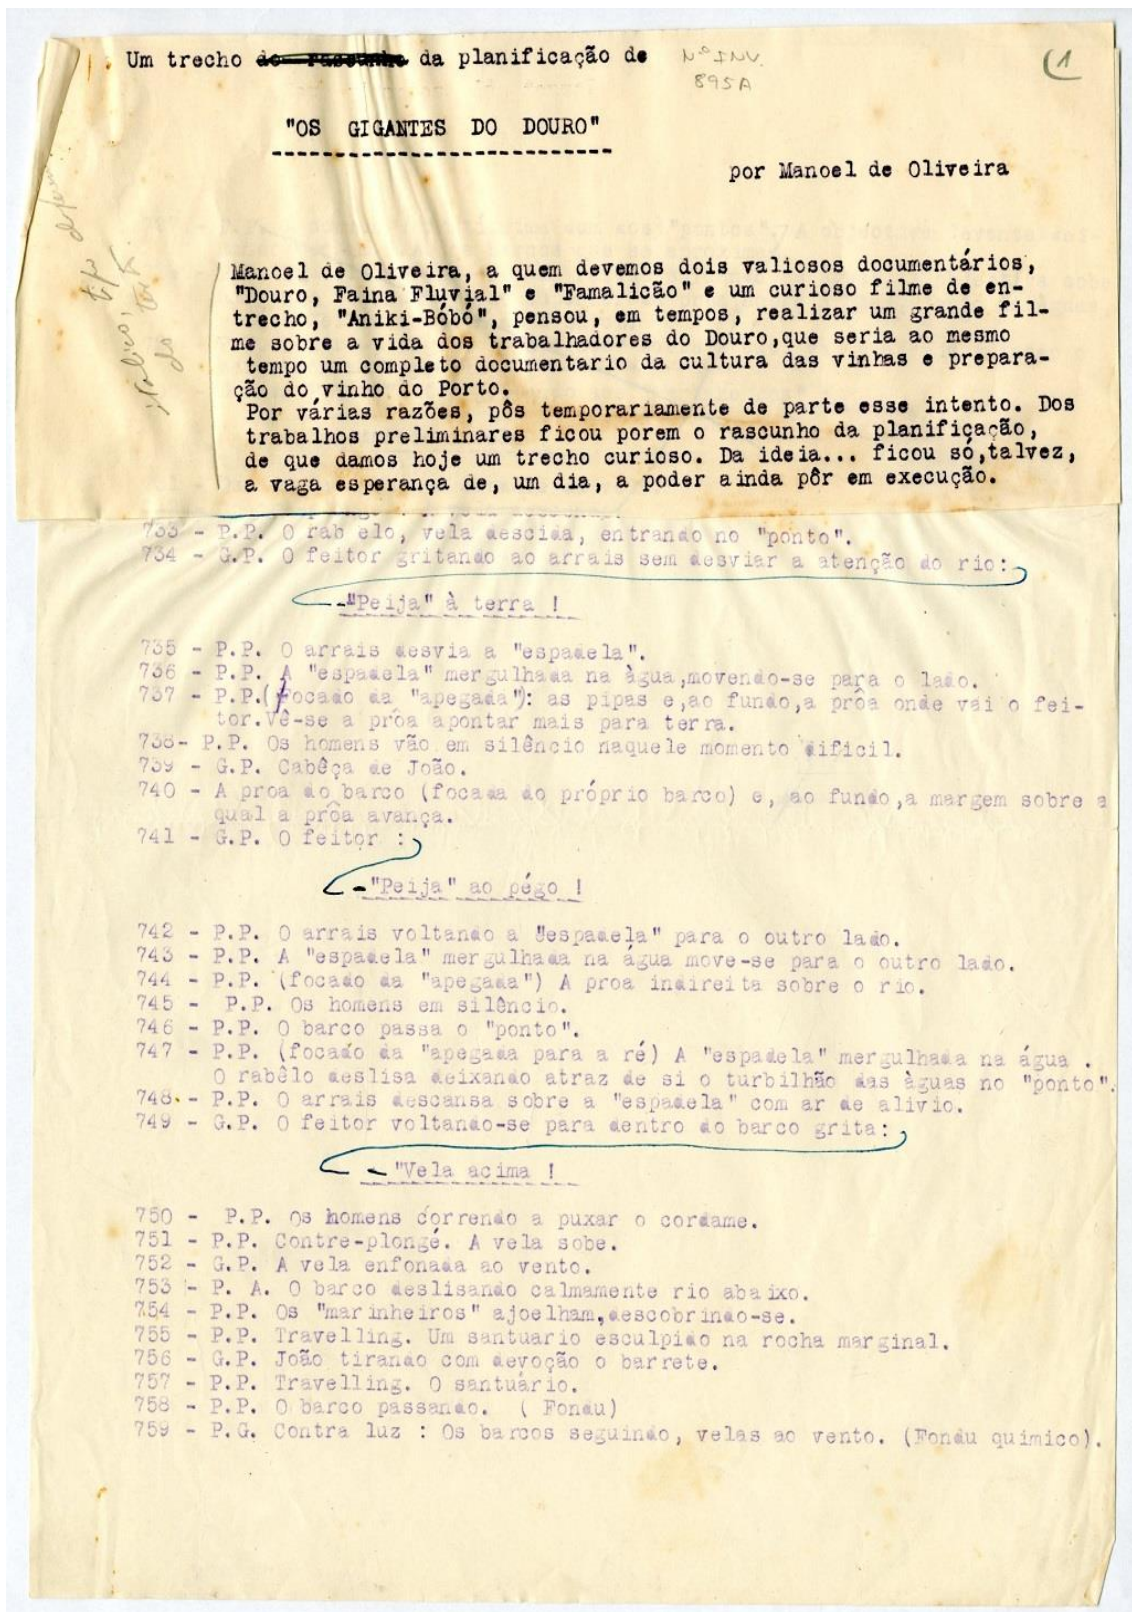 Um trecho do rascunho da planificação de
Nº INV.
895A
1
"OS GIGANTES DO DOURO"
por Manoel de Oliveira
Manoel de Oliveira, a quem devemos dois valiosos documentários,
"Douro, Faina Fluvial" e "Famalicão" e um curioso filme de en-
trecho, "Aniki-Bóbó", pensou, em tempos, realizar um grande fil-
me sobre a vida dos trabalhadores do Douro,que seria ao mesmo
tempo um completo documentario da cultura das vinhas e prepara-
ção do vinho do Porto.
Por várias razões, pôs temporariamente de parte esse intento. Dos
trabalhos preliminares ficou porem o rascunho da planificação,
de que damos hoje um trecho curioso. Da ideia... ficou só,talvez,
a vaga esperança de, um dia, a poder ainda pôr em execução.
733 - P.P. O rab elo, vela descida, entrando no "ponto".
734 - G.P. O feitor gritando ao arrais sem desviar a atenção do rio:
-"Peija" à terra !
735 - P.P. O arrais desvia a "espadela".
736 - P.P. A "espadela" mergulhada na àgua,movendo-se para o lado.
737 - P.P.(focado da "apegada"): as pipas e,ao fundo,a prôa onde vai o fei-
tor.Vê-se a prôa apontar mais para terra.
738- P.P. Os homens vão em silêncio naquele momento dificil.
739 - G.P. Cabêça de João.
740 - A proa do barco (focada do próprio barco) e, ao fundo,a margem sobre a
qual a prôa avança.
741 - G.P. O feitor :
-"Peija" ao pégo !
742 - P.P. O arrais voltando a "espadela" para o outro lado.
743 - P.P. A "espadela" mergulhada na água move-se para o outro lado.
744 - P.P. (focado da "apegada") A proa indireita sobre o rio.
745 - P.P. Os homens em silêncio.
746 - P.P. O barco passa o "ponto".
747 - P.P. (focado da "apegada para a ré) A "espadela" mergulhada na água .
O rabêlo deslisa deixando atraz de si o turbilhão das àguas no "ponto".
748 - P.P. O arrais descansa sobre a "espadela" com ar de alivio.
749 - G.P. O feitor voltando-se para dentro do barco grita:
- "Vela acima !
750 - P.P. Os homens correndo a puxar o cordame.
751 - P.P. Contre-plongé. A vela sobe.
752 - G.P. A vela enfonada ao vento.
753 - P. A. O barco deslisando calmamente rio abaixo.
754 - P.P. Os "marinheiros" ajoelham,descobrindo-se.
755 - P.P. Travelling. Um santuario esculpido na rocha marginal.
756 - G.P. João tirando com devoção o barrete.
757 - P.P. Travelling. O santuário.
758 - P.P. O barco passando. ( Fondu)
759 - P.G. Contra luz : Os barcos seguindo, velas ao vento. (Fondu quimico).